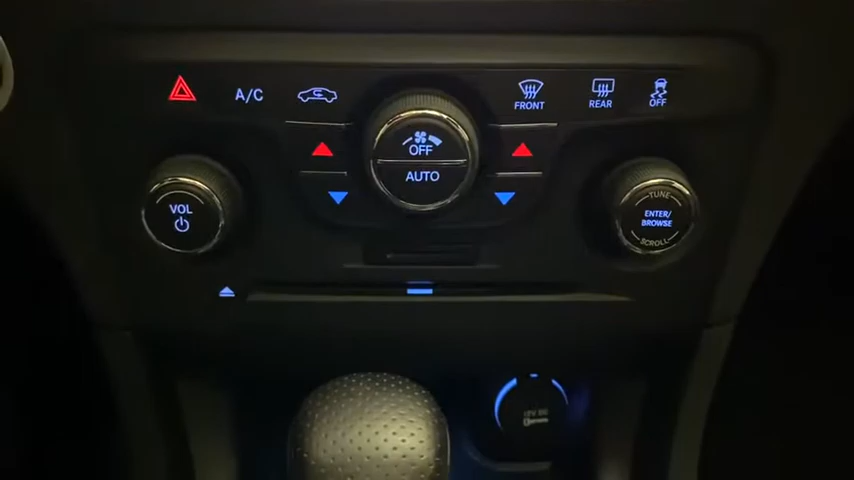 A/C
FRONT
REAR
OFF
OFF
AUTO
VOL
TUNE
ENTER/
BROWSE
SCROLL